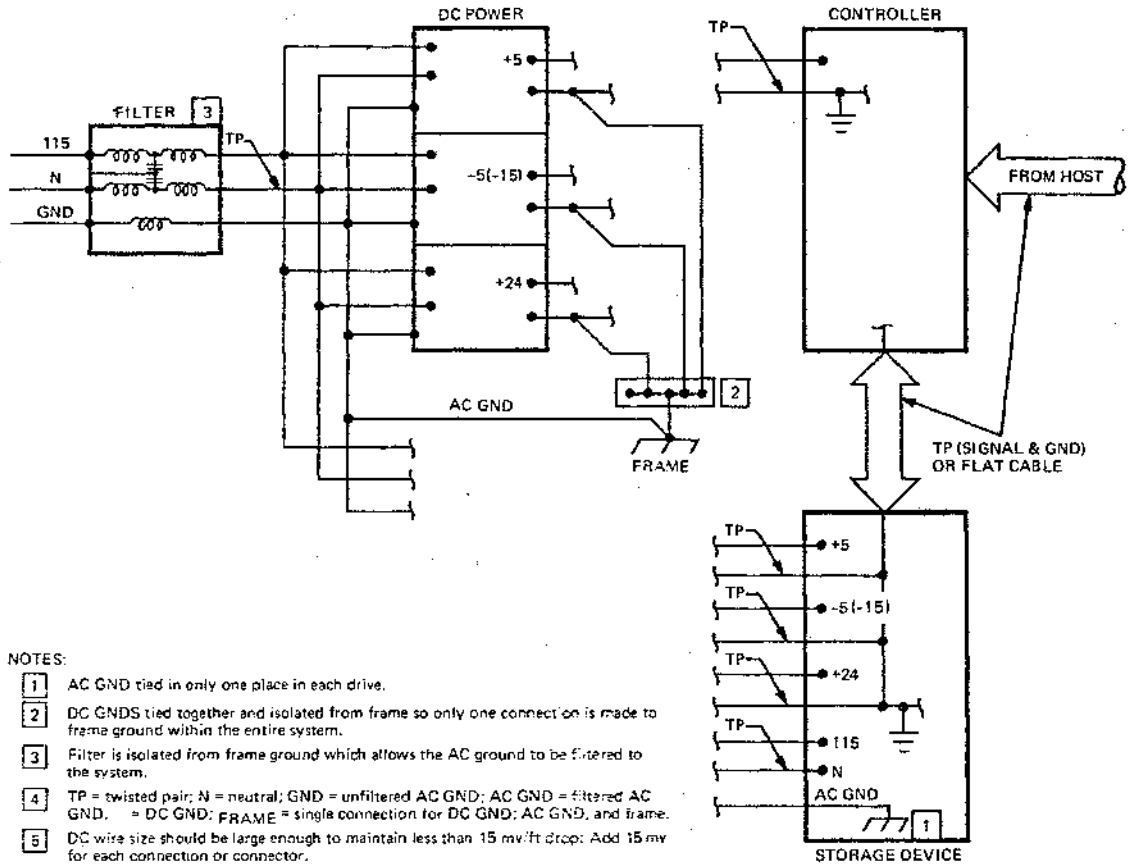 DC POWER
CONTROLLER
TP
+5
FILTER
3
TP
115
N
GND
-5(-15)
FROM HOST
+24
2
AC GND
FRAME
TP (SIGNAL & GND)
OR FLAT CABLE
TP
+5
TP
-5(-15)
TP
+24
TP
115
N
AC GND
1
STORAGE DEVICE
NOTES:
1 AC GND tied in only one place in each drive.
2 DC GNDS tied together and isolated from frame so only one connection is made to
frame ground within the entire system.
3 Filter is isolated from frame ground which allows the AC ground to be filtered to
the system.
4 TP = twisted pair; N = neutral; GND = unfiltered AC GND; AC GND = filtered AC
GND. = DC GND; FRAME = single connection for DC GND; AC GND, and frame.
5 DC wire size should be large enough to maintain less than 15 mv/ft drop: Add 15 mv
for each connection or connector.